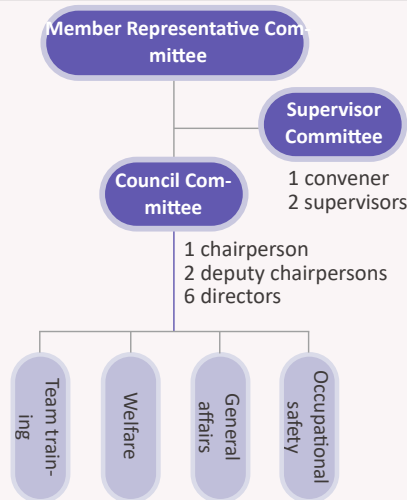 Member Representative Com-
mittee
Supervisor
Committee
1 convener
2 supervisors
Council Com-
mittee
1 chairperson
2 deputy chairpersons
6 directors
Team train-
ing
Welfare
General
affairs
Occupational
safety